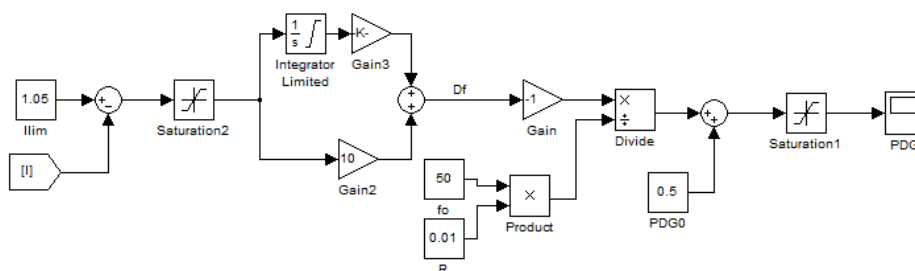 1
s
Integrator
Limited
-K-
Gain3
1.05
Ilim
+
-
Saturation2
[I]
10
Gain2
+
+
Df
-1
Gain
×
÷
Divide
50
fo
0.01
R
×
Product
+
+
0.5
PDG0
Saturation1
PDG